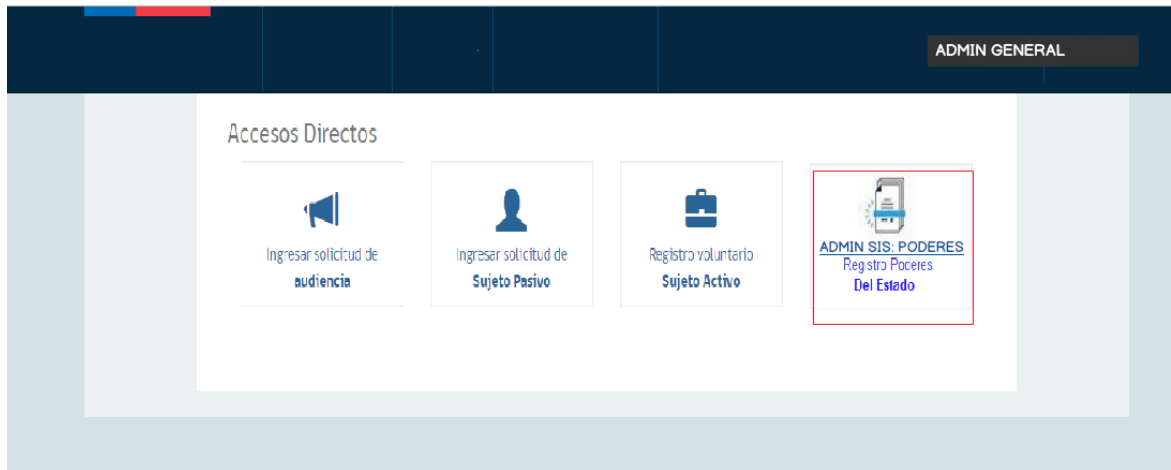 ADMIN GENERAL
Accesos Directos
Ingresar solicitud de
audiencia
Ingresar solicitud de
Sujeto Pasivo
Registro voluntario
Sujeto Activo
ADMIN SIS: PODERES
Registro Poderes
Del Estado